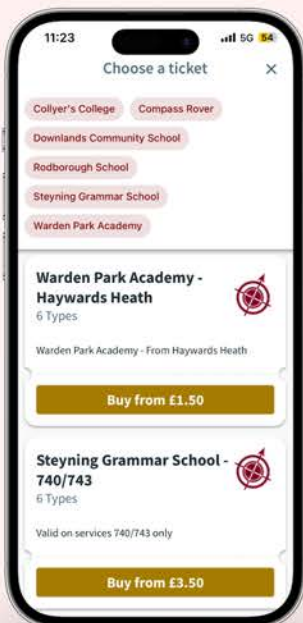 11:23
5G 54
Choose a ticket
Collyer's College Compass Rover
Downlands Community School
Rodborough School
Steyning Grammar School
Warden Park Academy
Warden Park Academy -
Haywards Heath
6 Types
Warden Park Academy - From Haywards Heath
Buy from £1.50
Steyning Grammar School -
740/743
6 Types
Valid on services 740/743 only
Buy from £3.50